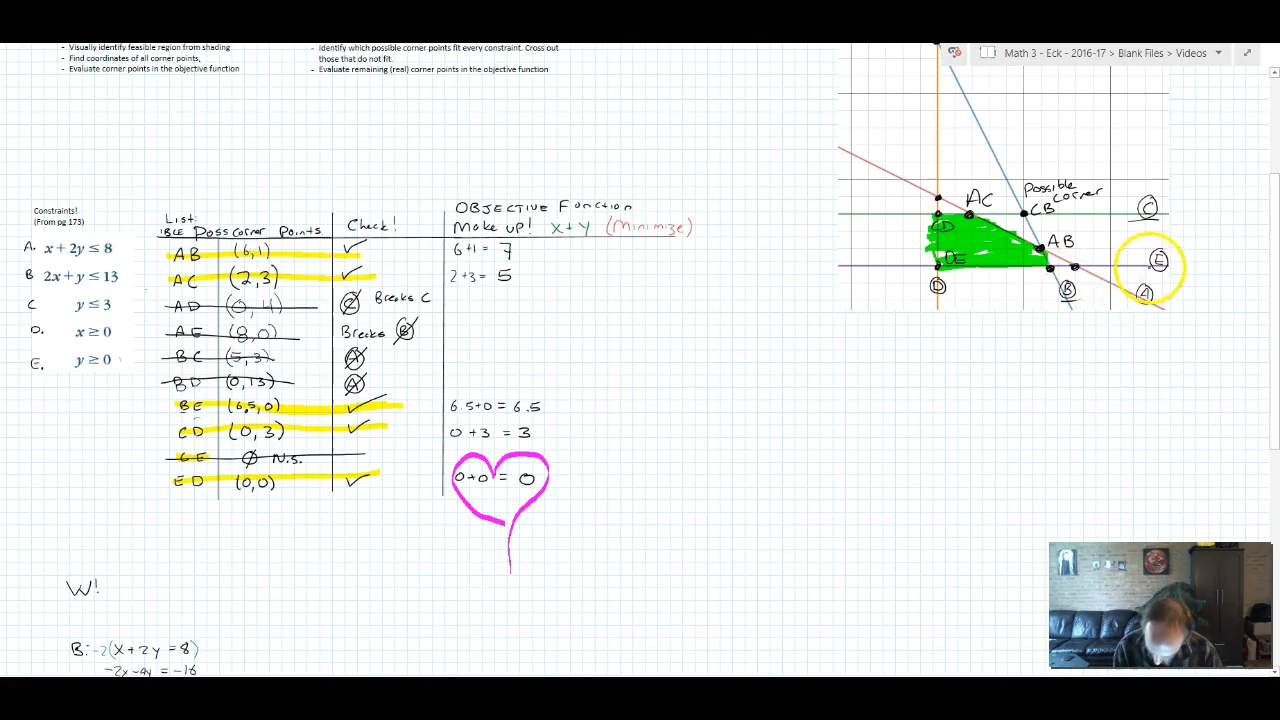 - Visually identify feasible region from shading
- Find coordinates of all corner points,
- Evaluate corner points in the objective function
- Identify which possible corner points fit every constraint. Cross out
those that do not fit.
- Evaluate remaining (real) corner points in the objective function
Math 3 - Eck - 2016-17 > Blank Files > Videos
Constraints!
(From pg 173)
A. x + 2y ≤ 8
B 2x + y ≤ 13
C y ≤ 3
D. x ≥ 0
E. y ≥ 0
List:
IBLE Poss corner points Check!
OBJECTIVE Function
Make up! X + Y (Minimize)
AB (6,1) ✓ 6+1 = 7
AC (2,3) ✓ 2+3 = 5
AD (0,4) C Breaks C
AE (8,0) Breaks B
BC (5,3) A
BD (0,13) A
BE (6.5,0) ✓ 6.5+0 = 6.5
CD (0,3) ✓ 0+3 = 3
CE ∅ N.S.
ED (0,0) ✓ 0+0 = 0
W!
B: -2(x + 2y = 8)
-2x-4y = -16
Possible
corner
AC
CB
C
CD
AB
DE
E
D
B
A